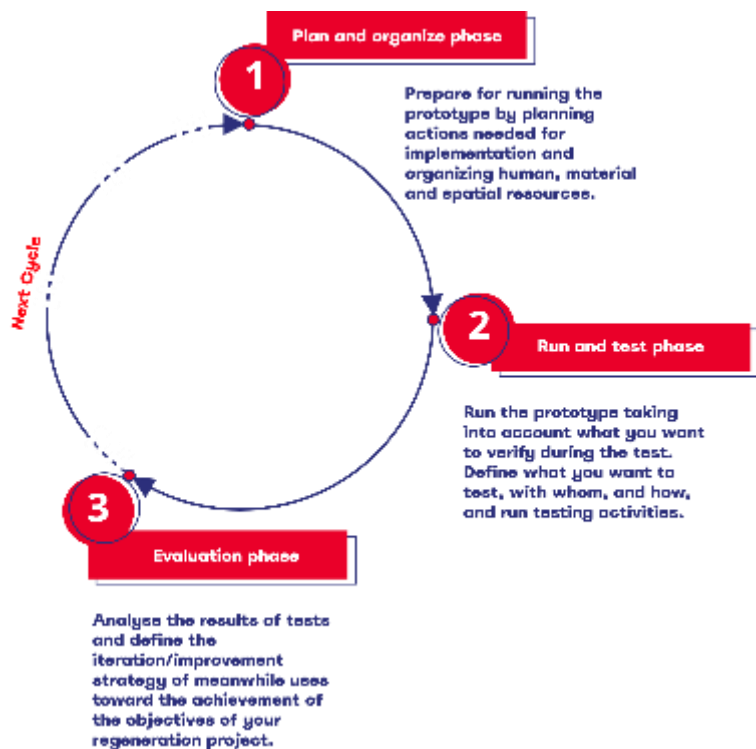 1
Plan and organize phase
Prepare for running the
prototype by planning
actions needed for
implementation and
organizing human, material
and spatial resources.
Next Cycle
2
Run and test phase
Run the prototype taking
into account what you want
to verify during the test.
Define what you want to
test, with whom, and how,
and run testing activities.
3
Evaluation phase
Analyse the results of tests
and define the
iteration/improvement
strategy of meanwhile uses
toward the achievement of
the objectives of your
regeneration project.